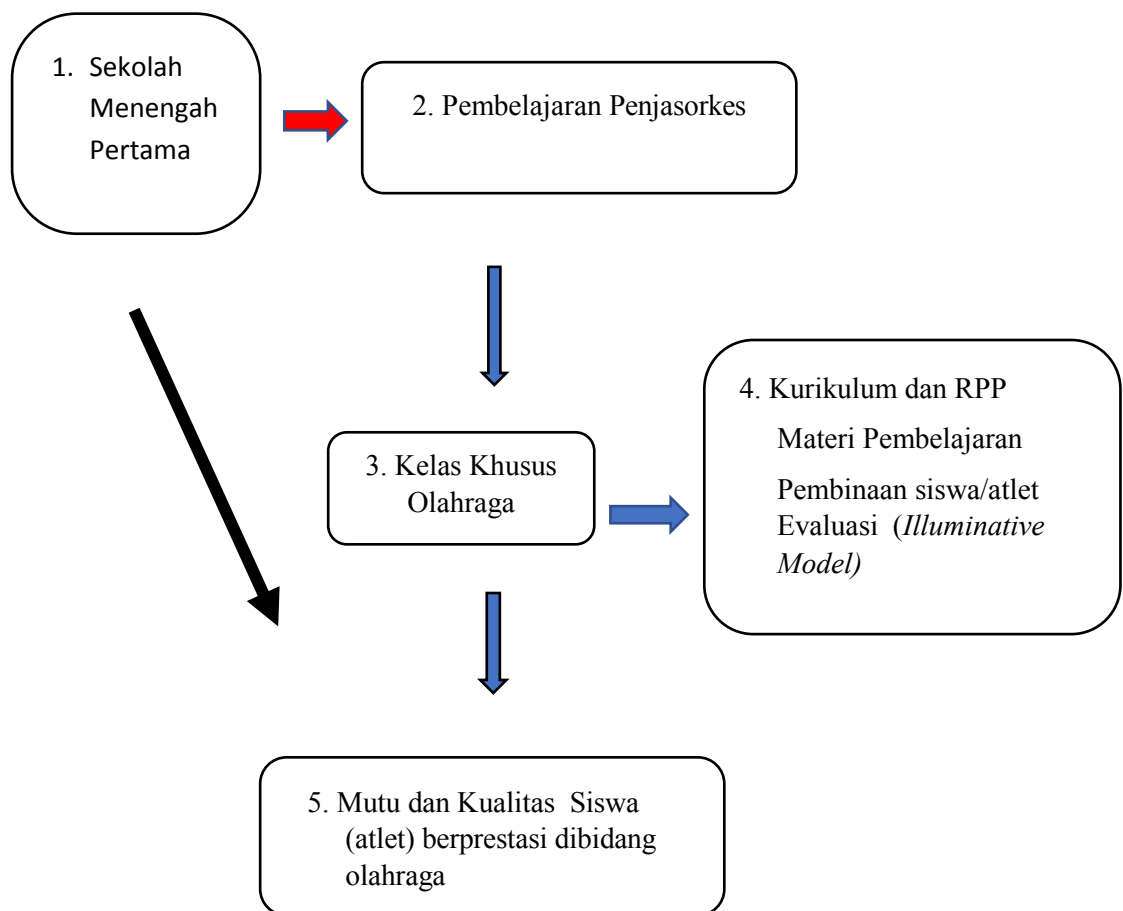 1. Sekolah
Menengah
Pertama
2. Pembelajaran Penjasorkes
3. Kelas Khusus
Olahraga
4. Kurikulum dan RPP
Materi Pembelajaran
Pembinaan siswa/atlet
Evaluasi (Illuminative
Model)
5. Mutu dan Kualitas Siswa
(atlet) berprestasi dibidang
olahraga